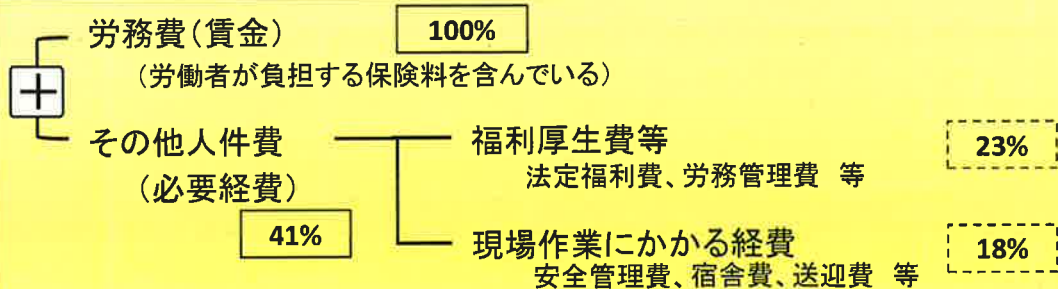 労務費(賃金) 100%
(労働者が負担する保険料を含んでいる)
+
その他人件費 福利厚生費等 23%
(必要経費) 法定福利費、労務管理費 等
41%
現場作業にかかる経費 18%
安全管理費、宿舎費、送迎費 等